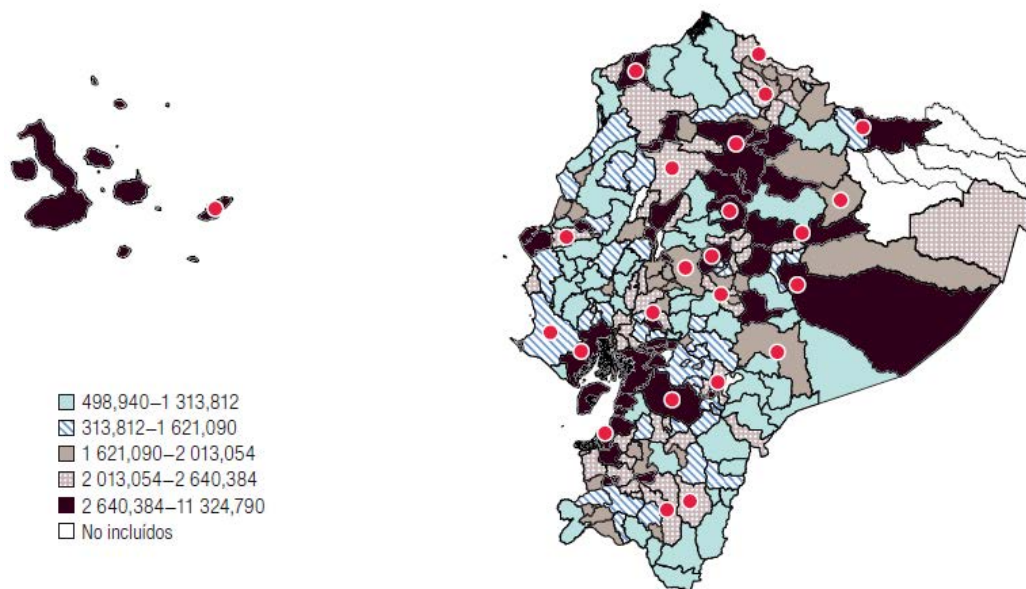 498,940–1 313,812
313,812–1 621,090
1 621,090–2 013,054
2 013,054–2 640,384
2 640,384–11 324,790
No incluídos